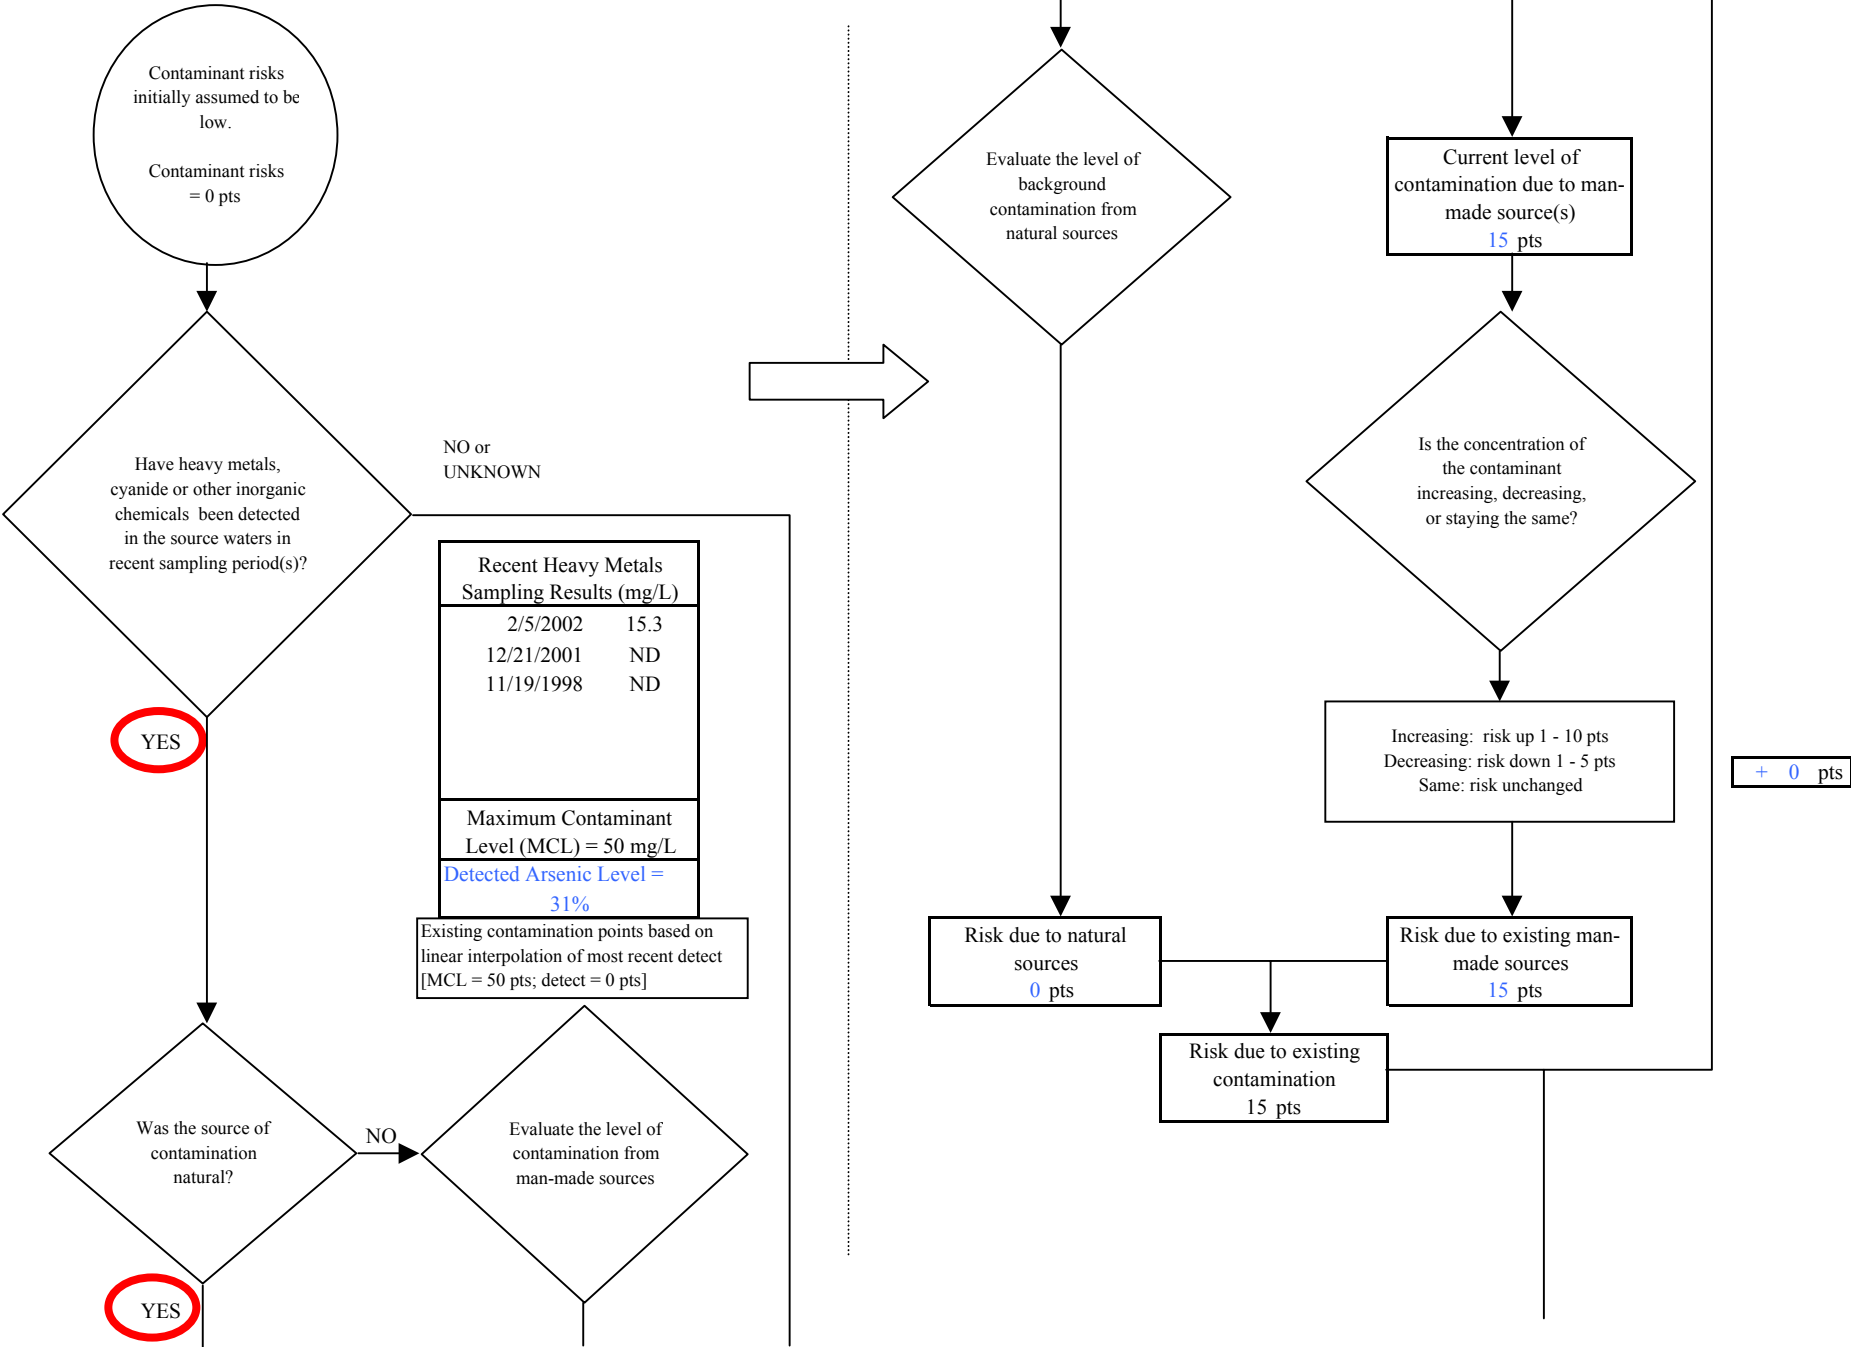 Contaminant risks
initially assumed to be
low.
Contaminant risks
= 0 pts
Have heavy metals,
cyanide or other inorganic
chemicals been detected
in the source waters in
recent sampling period(s)?
NO or
UNKNOWN
YES
Recent Heavy Metals
Sampling Results (mg/L)
2/5/2002 15.3
12/21/2001 ND
11/19/1998 ND
Maximum Contaminant
Level (MCL) = 50 mg/L
Detected Arsenic Level =
31%
Existing contamination points based on
linear interpolation of most recent detect
[MCL = 50 pts; detect = 0 pts]
Was the source of
contamination
natural?
NO
Evaluate the level of
contamination from
man-made sources
YES
Evaluate the level of
background
contamination from
natural sources
Current level of
contamination due to man-
made source(s)
15 pts
Is the concentration of
the contaminant
increasing, decreasing,
or staying the same?
Increasing: risk up 1 - 10 pts
Decreasing: risk down 1 - 5 pts
Same: risk unchanged
+ 0 pts
Risk due to natural
sources
0 pts
Risk due to existing man-
made sources
15 pts
Risk due to existing
contamination
15 pts